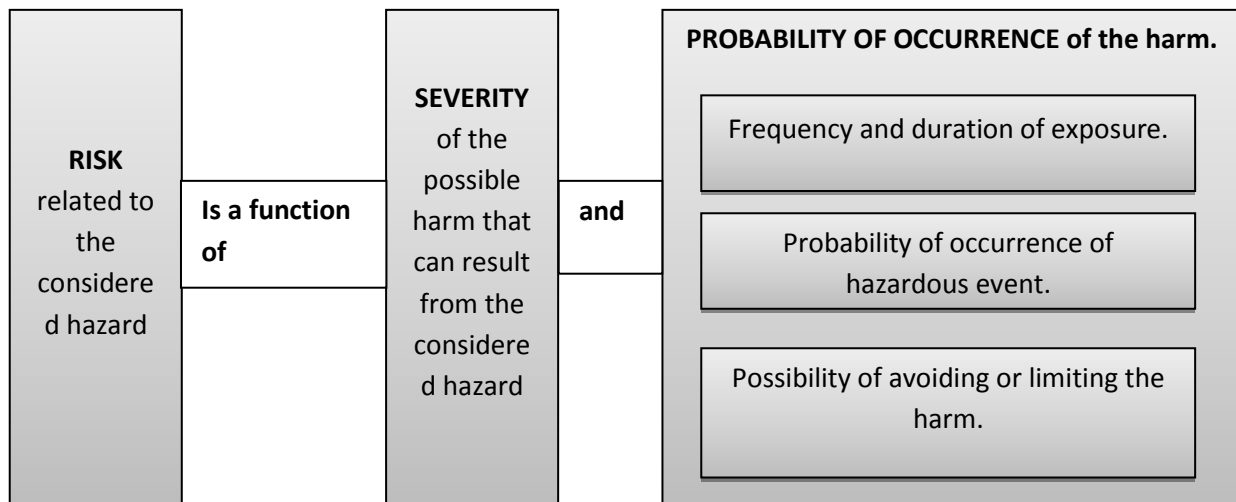 RISK
related to
the
considere
d hazard
Is a function
of
SEVERITY
of the
possible
harm that
can result
from the
considere
d hazard
and
PROBABILITY OF OCCURRENCE of the harm.
Frequency and duration of exposure.
Probability of occurrence of
hazardous event.
Possibility of avoiding or limiting the
harm.